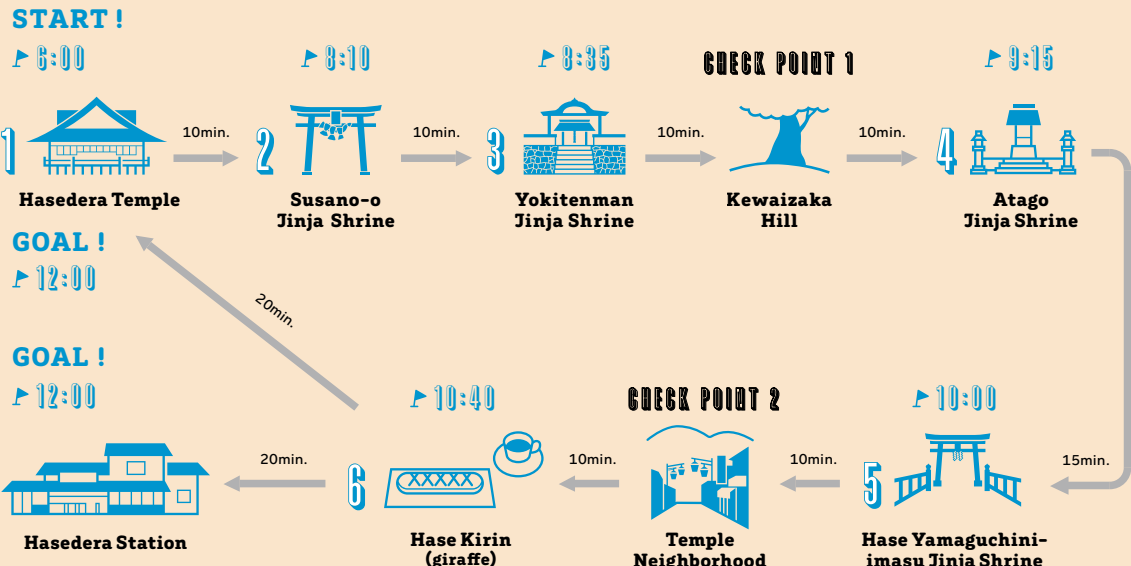 START!
6:00
8:10
8:35
CHECK POINT 1
9:15
1
10min.
2
10min.
3
10min.
10min.
4
Hasedera Temple
Susano-o
Jinja Shrine
Yokitenman
Jinja Shrine
Kewaizaka
Hill
Atago
Jinja Shrine
GOAL!
12:00
20min.
GOAL!
12:00
10:40
CHECK POINT 2
10:00
20min.
6
10min.
10min.
5
15min.
Hasedera Station
Hase Kirin
(giraffe)
Temple
Neighborhood
Hase Yamaguchini-
imasu Jinja Shrine